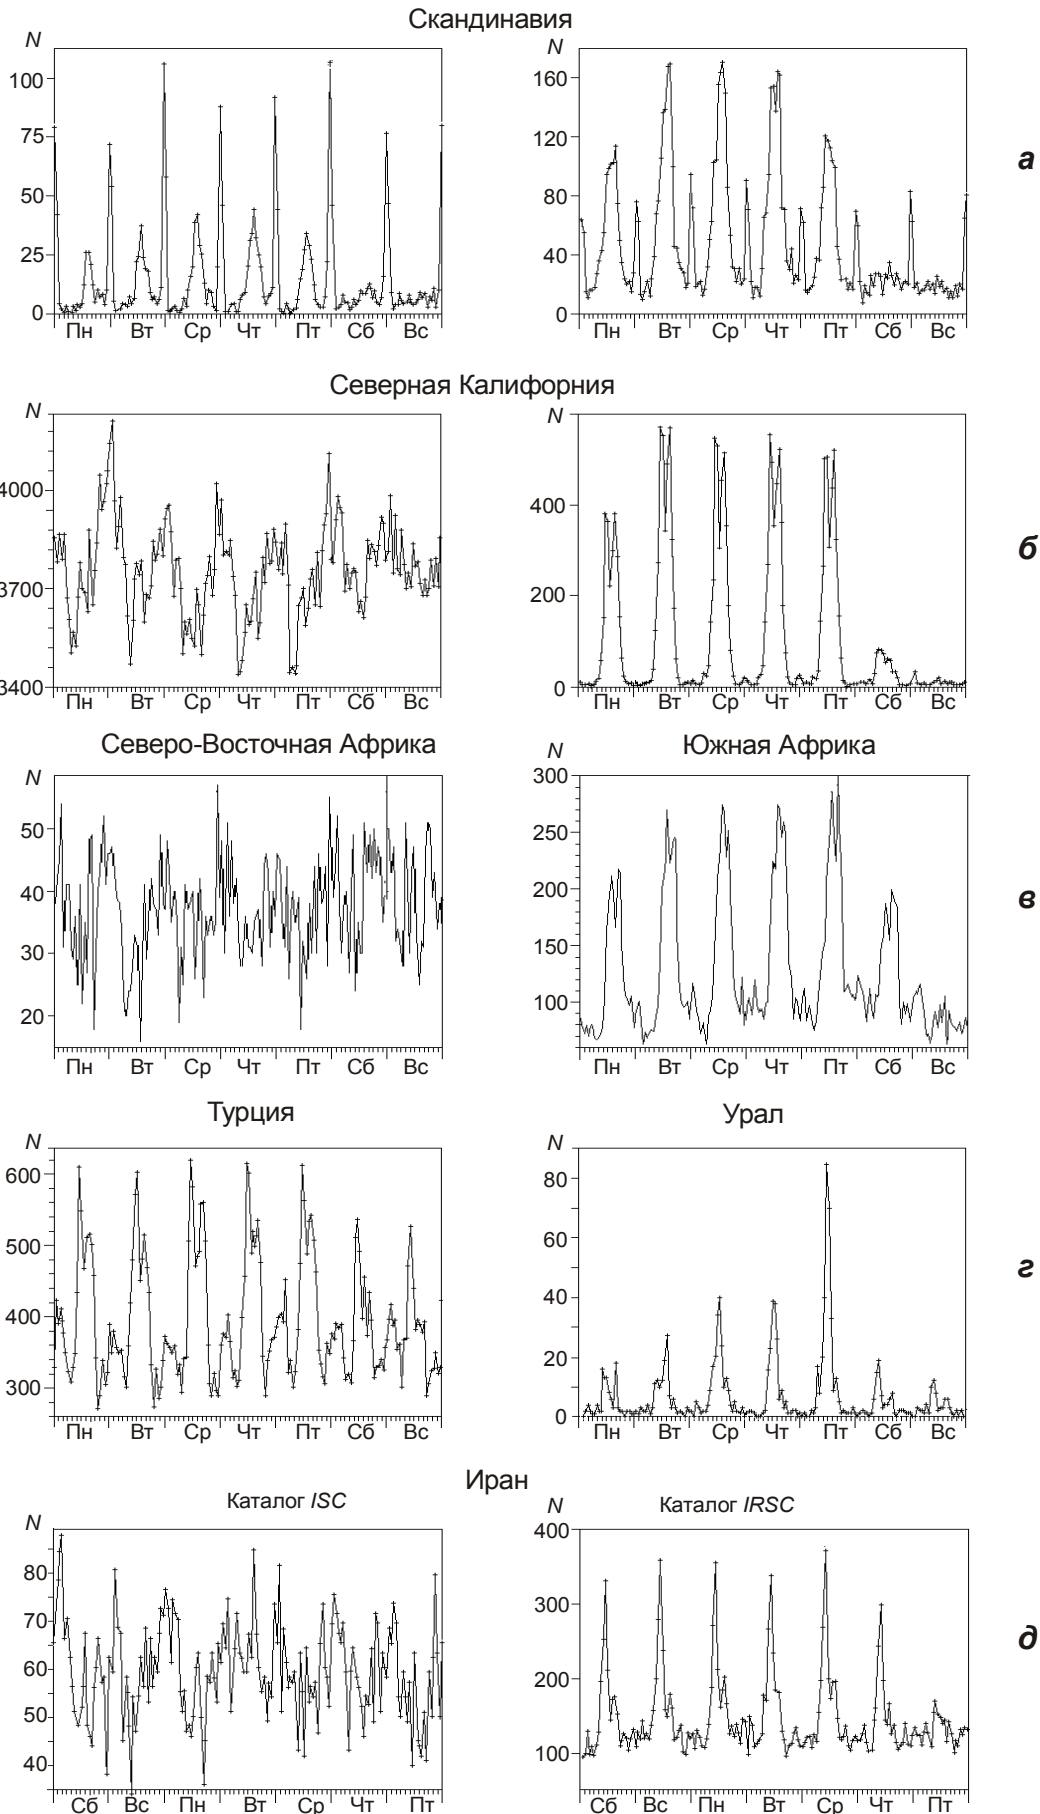 Скандинавия
N
100
75
50
25
0
Пн Вт Ср Чт Пт Сб Вс
N
160
120
80
40
0
Пн Вт Ср Чт Пт Сб Вс
а
Северная Калифорния
N
4000
3700
3400
Пн Вт Ср Чт Пт Сб Вс
N
400
200
0
Пн Вт Ср Чт Пт Сб Вс
б
Северо-Восточная Африка
N
50
40
30
20
Пн Вт Ср Чт Пт Сб Вс
Южная Африка
N
300
250
200
150
100
Пн Вт Ср Чт Пт Сб Вс
в
Турция
N
600
500
400
300
Пн Вт Ср Чт Пт Сб Вс
Урал
N
80
60
40
20
0
Пн Вт Ср Чт Пт Сб Вс
г
Иран
Каталог ISC
N
80
70
60
50
40
Сб Вс Пн Вт Ср Чт Пт
Каталог IRSC
N
400
300
200
100
Сб Вс Пн Вт Ср Чт Пт
д